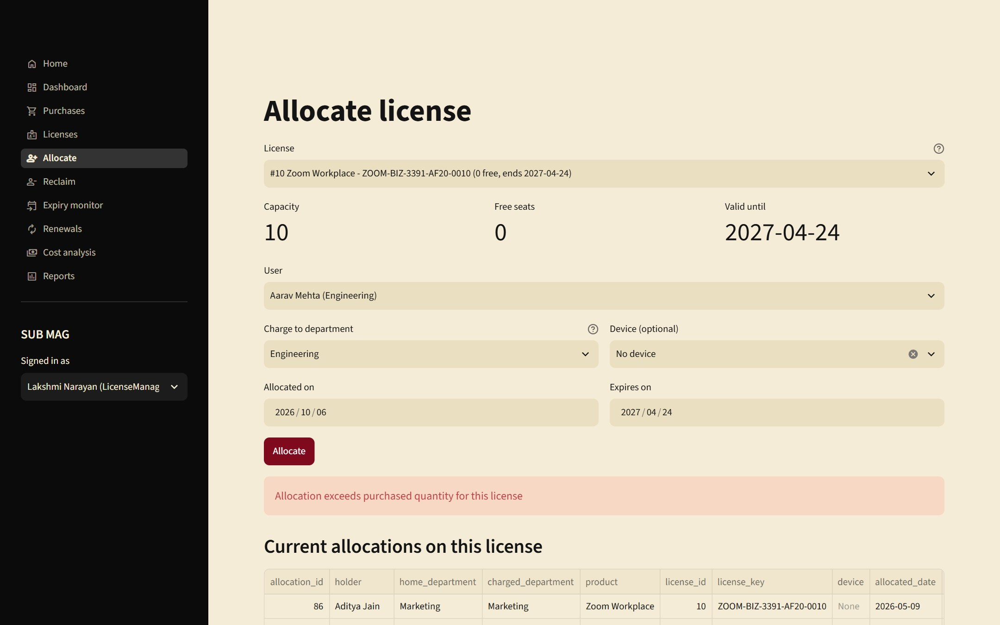 Home
Dashboard
Purchases
Licenses
Allocate
Reclaim
Expiry monitor
Renewals
Cost analysis
Reports
SUB MAG
Signed in as
Lakshmi Narayan (LicenseManag
Allocate license
License
#10 Zoom Workplace - ZOOM-BIZ-3391-AF20-0010 (0 free, ends 2027-04-24)
Capacity Free seats Valid until
10 0 2027-04-24
User
Aarav Mehta (Engineering)
Charge to department Device (optional)
Engineering No device
Allocated on Expires on
2026/10/06 2027/04/24
Allocate
Allocation exceeds purchased quantity for this license
Current allocations on this license
allocation_id holder home_department charged_department product license_id license_key device allocated_date
86 Aditya Jain Marketing Marketing Zoom Workplace 10 ZOOM-BIZ-3391-AF20-0010 None 2026-05-09